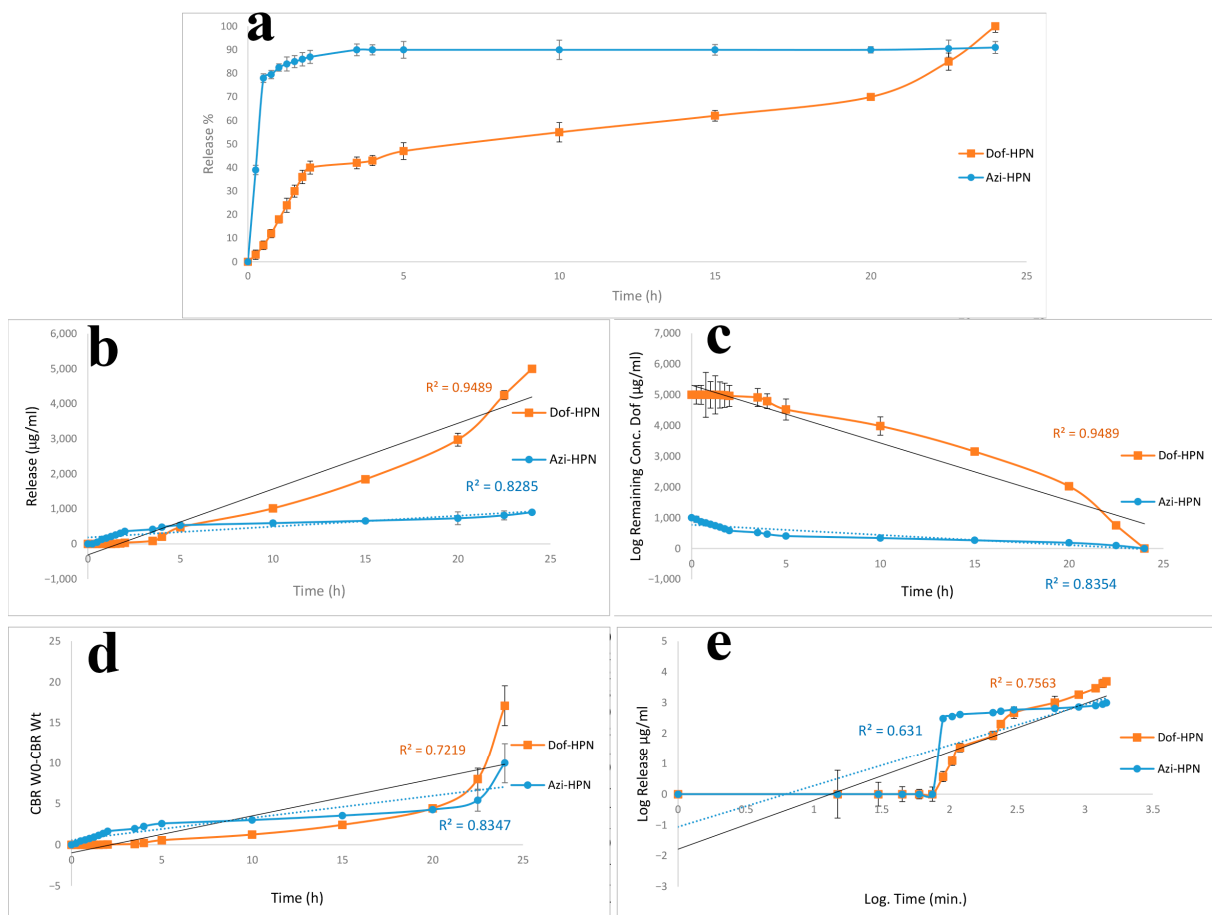 a
100
90
80
70
60
50
40
30
20
10
0
Release %
0 5 10 15 20 25
Time (h)
Dof-HPN
Azi-HPN
b
6,000
5,000
4,000
3,000
2,000
1,000
0
−1,000
Release (µg/ml)
0 5 10 15 20 25
Time (h)
R² = 0.9489
Dof-HPN
Azi-HPN
R² = 0.8285
c
7,000
6,000
5,000
4,000
3,000
2,000
1,000
0
−1,000
Log Remaining Conc. Dof (µg/ml)
0 5 10 15 20 25
Time (h)
R² = 0.9489
Dof-HPN
Azi-HPN
R² = 0.8354
d
25
20
15
10
5
0
−5
CBR W0-CBR Wt
0 5 10 15 20 25
Time (h)
R² = 0.7219
Dof-HPN
Azi-HPN
R² = 0.8347
e
5
4
3
2
1
0
−1
−2
−3
Log Release µg/ml
0 0.5 1 1.5 2 2.5 3 3.5
Log. Time (min.)
R² = 0.7563
R² = 0.631
Dof-HPN
Azi-HPN